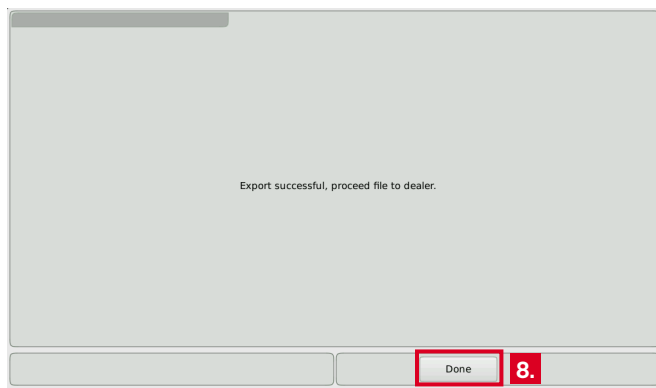 Export successful, proceed file to dealer.
Done
8.